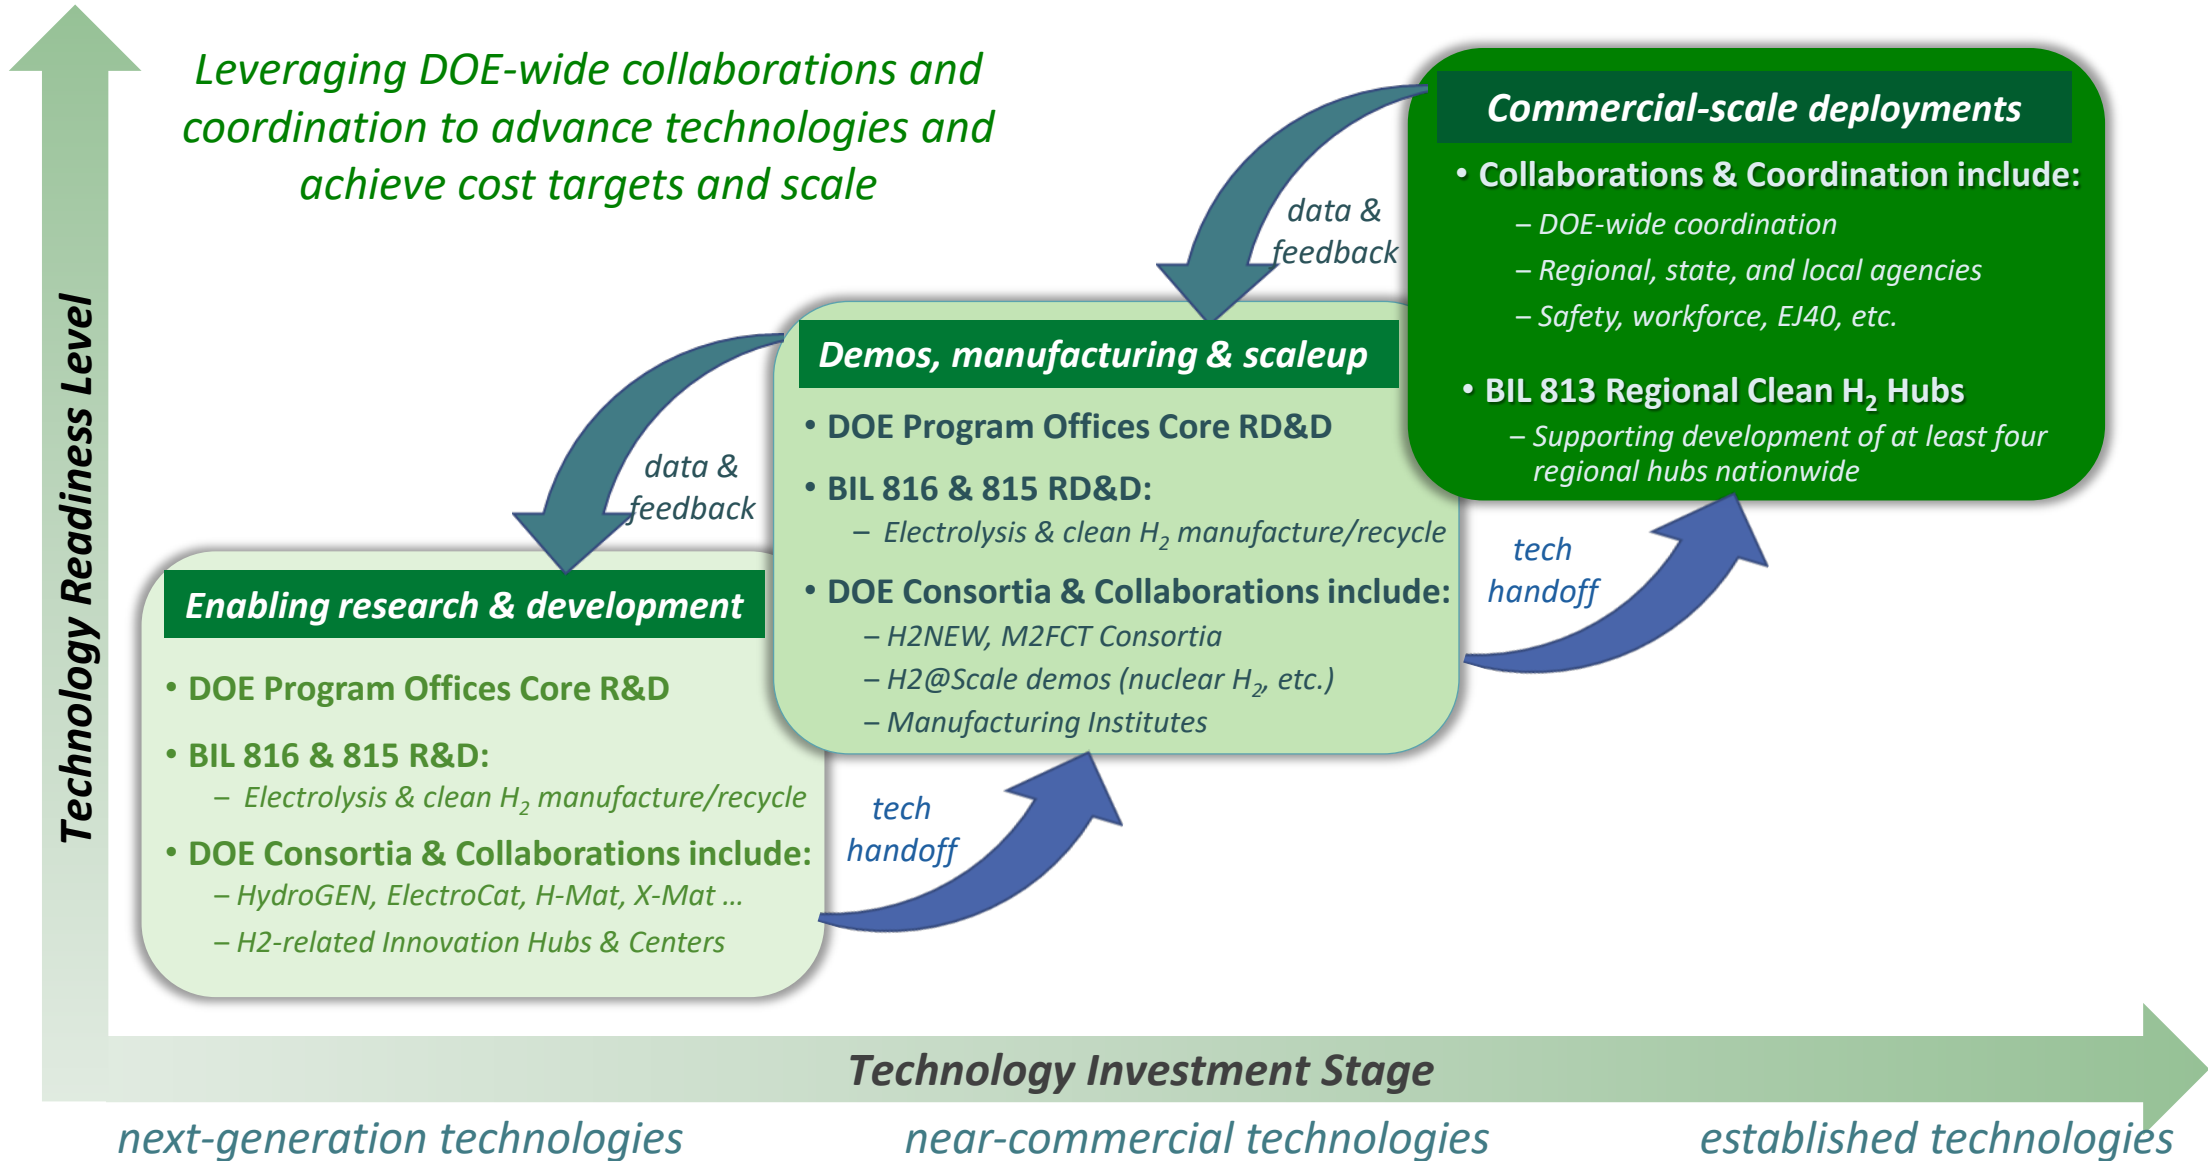 Leveraging DOE-wide collaborations and
coordination to advance technologies and
achieve cost targets and scale
Technology Readiness Level
Commercial-scale deployments
• Collaborations & Coordination include:
– DOE-wide coordination
– Regional, state, and local agencies
– Safety, workforce, EJ40, etc.
• BIL 813 Regional Clean H2 Hubs
– Supporting development of at least four
regional hubs nationwide
data &
feedback
Demos, manufacturing & scaleup
• DOE Program Offices Core RD&D
• BIL 816 & 815 RD&D:
– Electrolysis & clean H2 manufacture/recycle
• DOE Consortia & Collaborations include:
– H2NEW, M2FCT Consortia
– H2@Scale demos (nuclear H2, etc.)
– Manufacturing Institutes
tech
handoff
data &
feedback
Enabling research & development
• DOE Program Offices Core R&D
• BIL 816 & 815 R&D:
– Electrolysis & clean H2 manufacture/recycle
• DOE Consortia & Collaborations include:
– HydroGEN, ElectroCat, H-Mat, X-Mat ...
– H2-related Innovation Hubs & Centers
tech
handoff
Technology Investment Stage
next-generation technologies
near-commercial technologies
established technologies